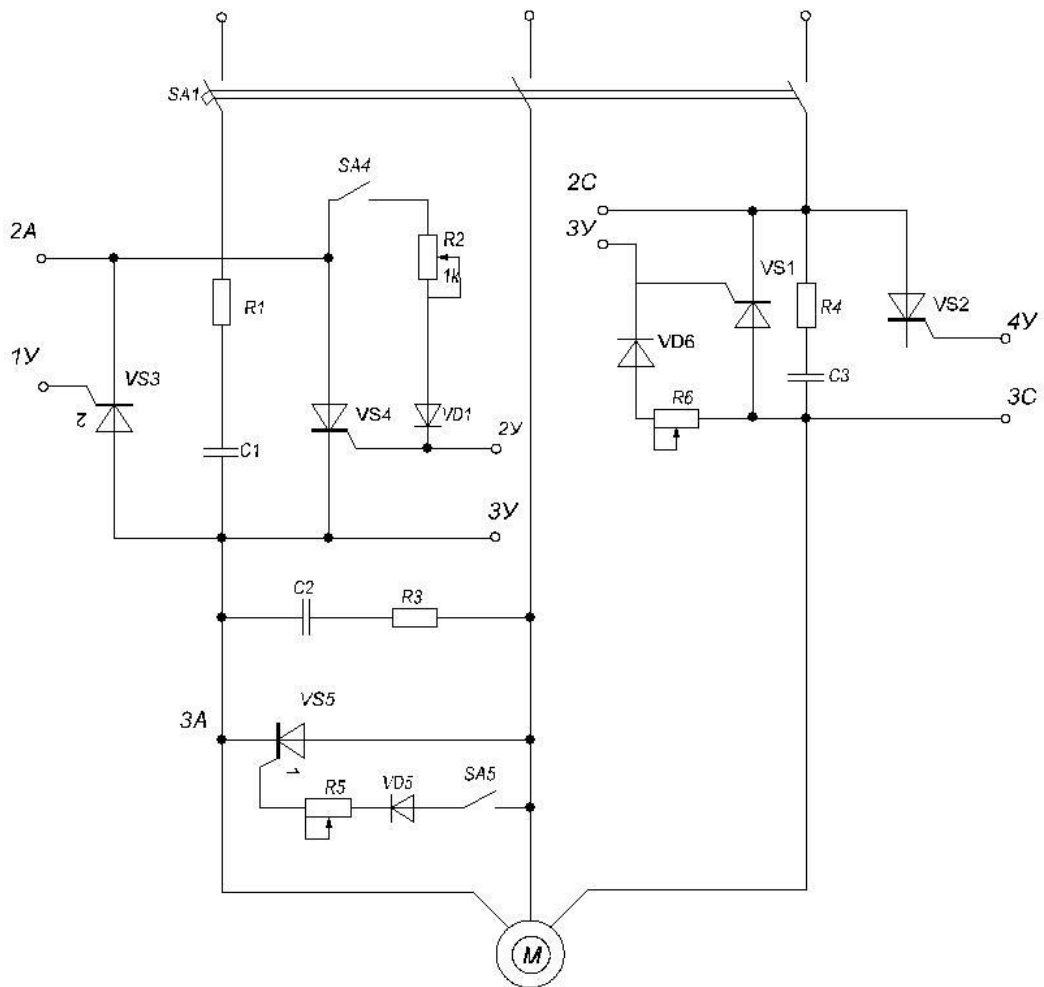 SA1
SA4
2C
3У
2A
R2
1k
VS1
R1
R4
VS2
4У
1У
VS3
VD6
2
VS4
VD1
C3
R6
3C
C1
2У
3У
C2
R3
VS5
3A
1
R5
VD5
SA5
M